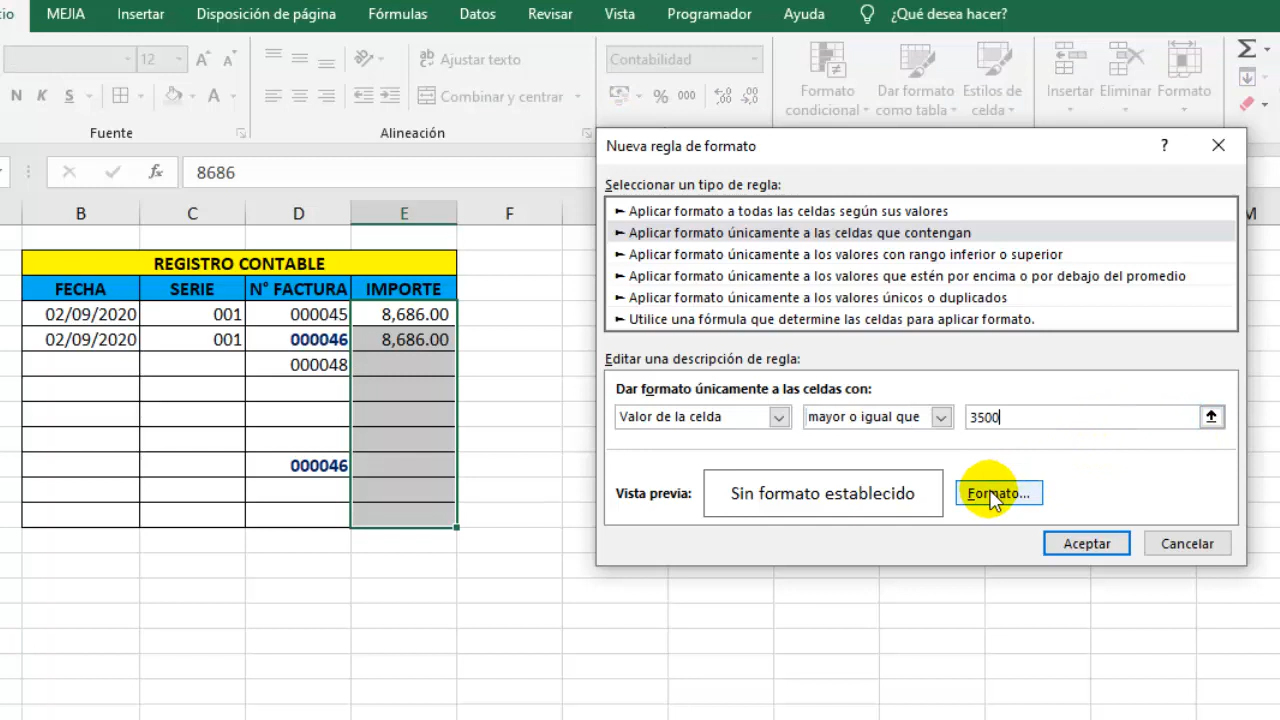 cio MEJIA Insertar Disposición de página Fórmulas Datos Revisar Vista Programador Ayuda ¿Qué desea hacer?
12 A A ab Ajustar texto Contabilidad
N K S A Combinar y centrar % 000
Formato condicional Dar formato como tabla Estilos de celda Insertar Eliminar Formato
Fuente Alineación
fx 8686
B C D E F M
REGISTRO CONTABLE
FECHA SERIE N° FACTURA IMPORTE
02/09/2020 001 000045 8,686.00
02/09/2020 001 000046 8,686.00
000048
000046
Nueva regla de formato ?
Seleccionar un tipo de regla:
► Aplicar formato a todas las celdas según sus valores
► Aplicar formato únicamente a las celdas que contengan
► Aplicar formato únicamente a los valores con rango inferior o superior
► Aplicar formato únicamente a los valores que estén por encima o por debajo del promedio
► Aplicar formato únicamente a los valores únicos o duplicados
► Utilice una fórmula que determine las celdas para aplicar formato.
Editar una descripción de regla:
Dar formato únicamente a las celdas con:
Valor de la celda mayor o igual que 3500
Vista previa: Sin formato establecido Formato...
Aceptar Cancelar